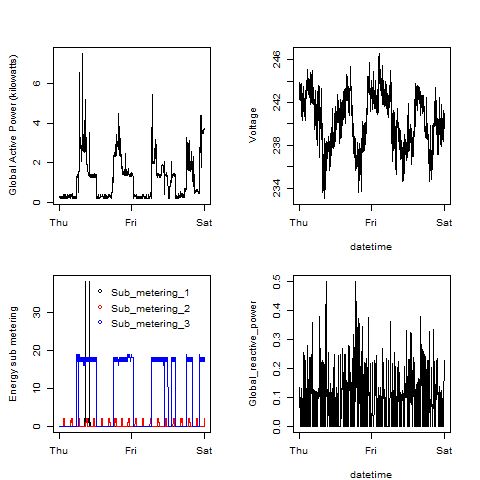 Global Active Power (kilowatts)
0
2
4
6
Thu
Fri
Sat
Voltage
234
238
242
246
Thu
Fri
Sat
datetime
Energy sub metering
0
10
20
30
Sub_metering_1
Sub_metering_2
Sub_metering_3
Thu
Fri
Sat
Global_reactive_power
0.0
0.1
0.2
0.3
0.4
0.5
Thu
Fri
Sat
datetime